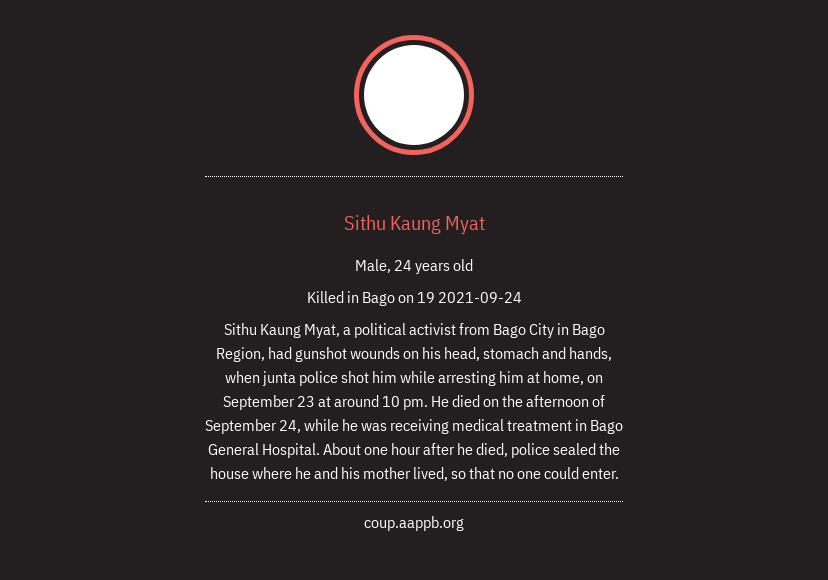 Sithu Kaung Myat
Male, 24 years old
Killed in Bago on 19 2021-09-24
Sithu Kaung Myat, a political activist from Bago City in Bago
Region, had gunshot wounds on his head, stomach and hands,
when junta police shot him while arresting him at home, on
September 23 at around 10 pm. He died on the afternoon of
September 24, while he was receiving medical treatment in Bago
General Hospital. About one hour after he died, police sealed the
house where he and his mother lived, so that no one could enter.
coup.aappb.org